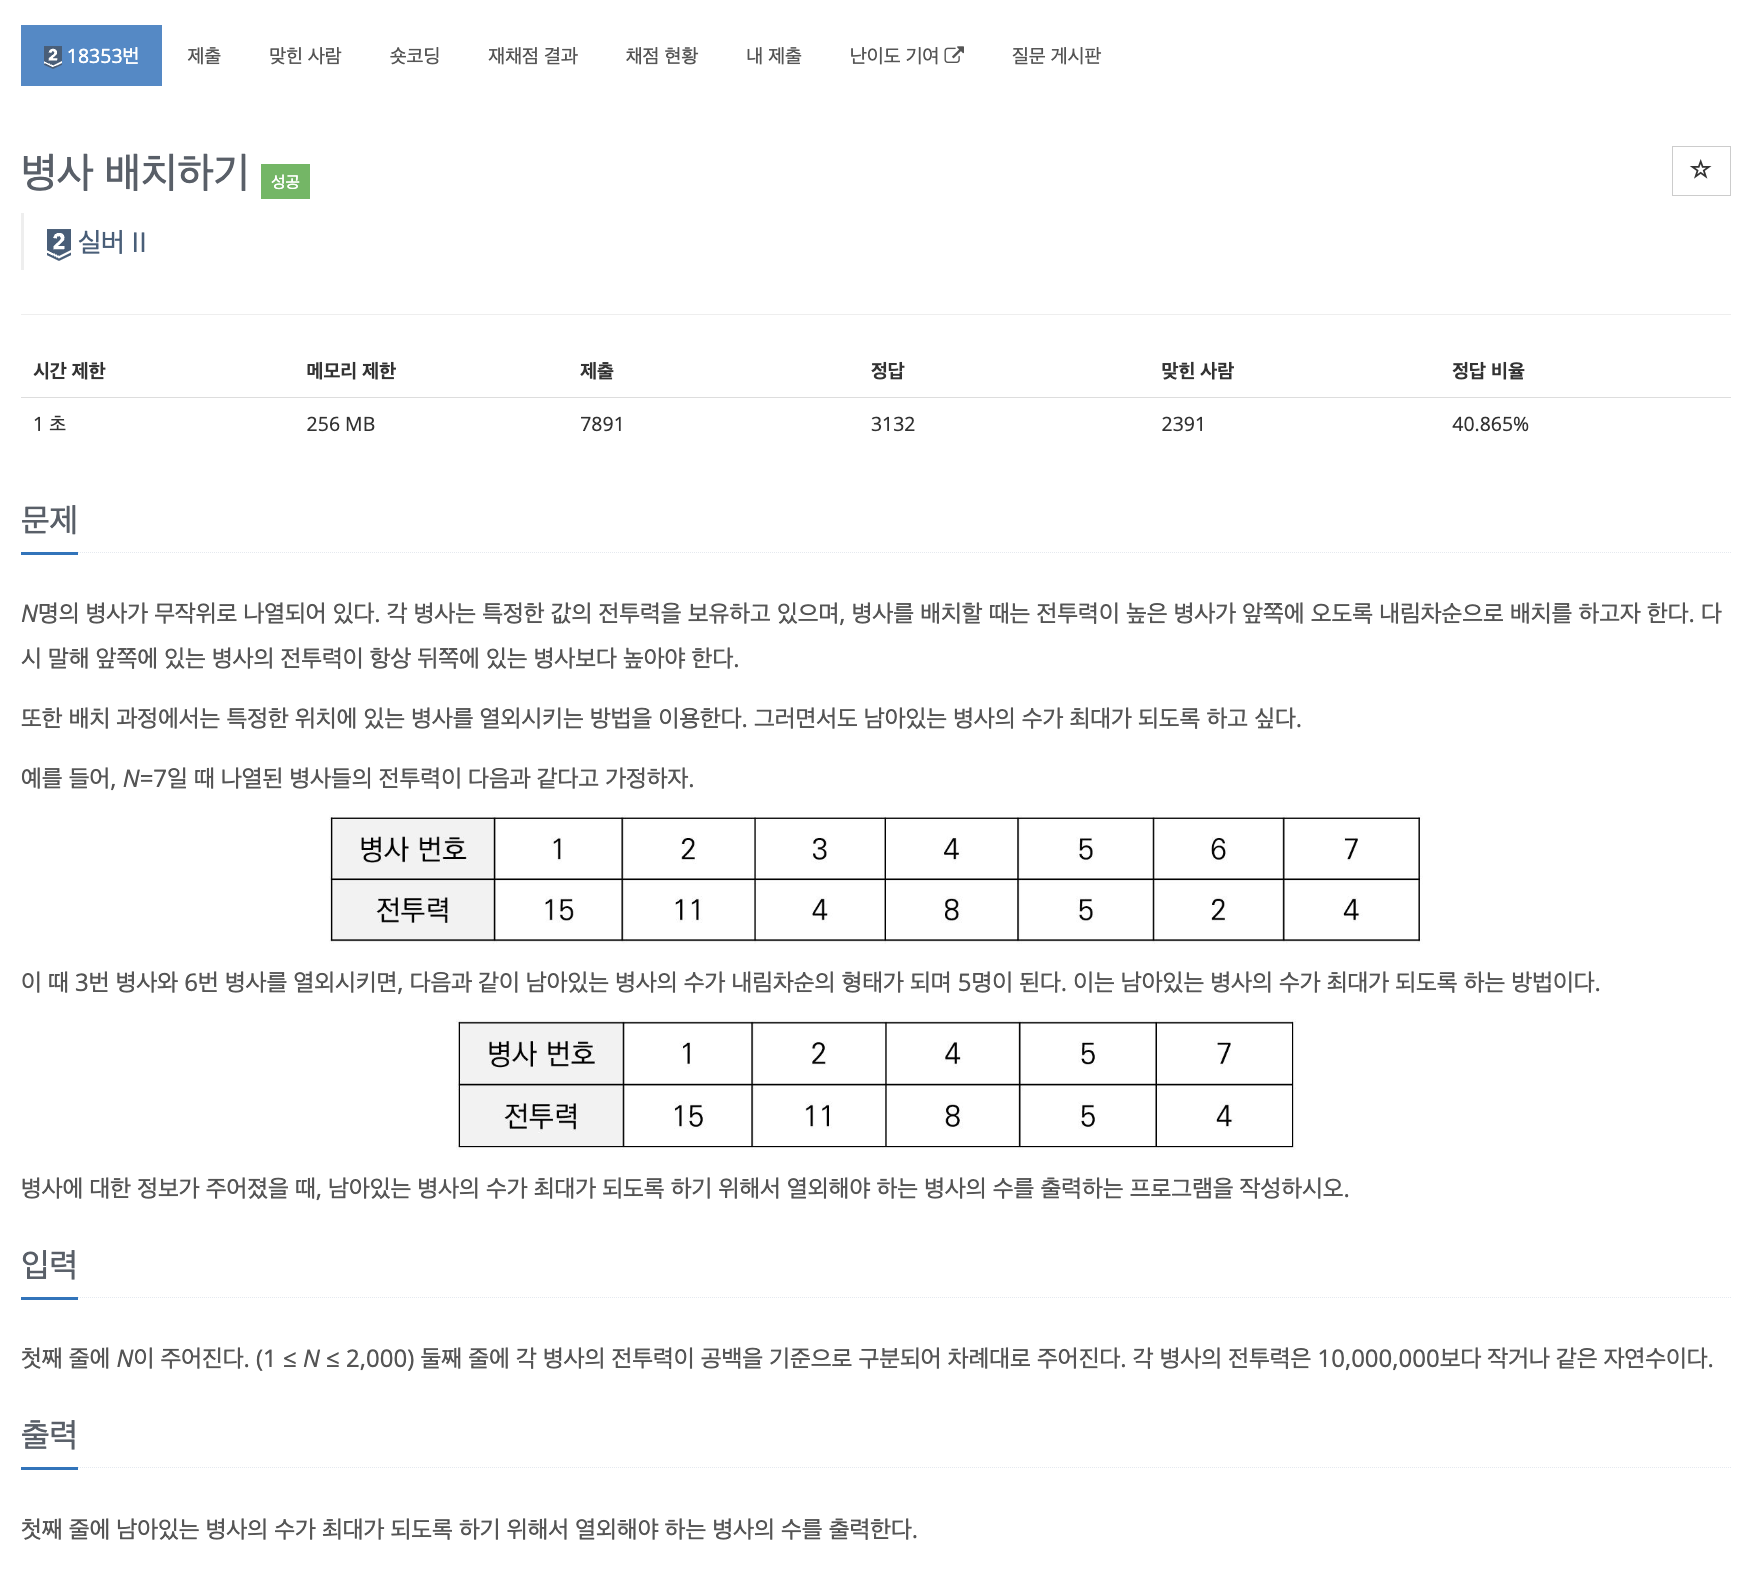 2 18353번 제출 맞힌 사람 숏코딩 재채점 결과 채점 현황 내 제출 난이도 기여 질문 게시판
병사 배치하기 성공
2 실버 II
시간 제한 메모리 제한 제출 정답 맞힌 사람 정답 비율
1 초 256 MB 7891 3132 2391 40.865%
문제
N명의 병사가 무작위로 나열되어 있다. 각 병사는 특정한 값의 전투력을 보유하고 있으며, 병사를 배치할 때는 전투력이 높은 병사가 앞쪽에 오도록 내림차순으로 배치를 하고자 한다. 다
시 말해 앞쪽에 있는 병사의 전투력이 항상 뒤쪽에 있는 병사보다 높아야 한다.
또한 배치 과정에서는 특정한 위치에 있는 병사를 열외시키는 방법을 이용한다. 그러면서도 남아있는 병사의 수가 최대가 되도록 하고 싶다.
예를 들어, N=7일 때 나열된 병사들의 전투력이 다음과 같다고 가정하자.
병사 번호 1 2 3 4 5 6 7
전투력 15 11 4 8 5 2 4
이 때 3번 병사와 6번 병사를 열외시키면, 다음과 같이 남아있는 병사의 수가 내림차순의 형태가 되며 5명이 된다. 이는 남아있는 병사의 수가 최대가 되도록 하는 방법이다.
병사 번호 1 2 4 5 7
전투력 15 11 8 5 4
병사에 대한 정보가 주어졌을 때, 남아있는 병사의 수가 최대가 되도록 하기 위해서 열외해야 하는 병사의 수를 출력하는 프로그램을 작성하시오.
입력
첫째 줄에 N이 주어진다. (1 ≤ N ≤ 2,000) 둘째 줄에 각 병사의 전투력이 공백을 기준으로 구분되어 차례대로 주어진다. 각 병사의 전투력은 10,000,000보다 작거나 같은 자연수이다.
출력
첫째 줄에 남아있는 병사의 수가 최대가 되도록 하기 위해서 열외해야 하는 병사의 수를 출력한다.